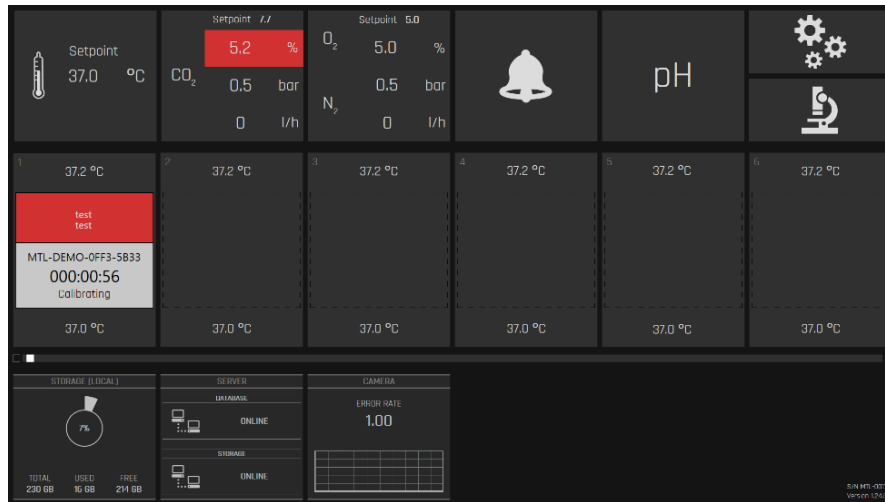 Setpoint 7.7
Setpoint 5.0
Setpoint
37.0 °C
CO2
5.2 %
0.5 bar
0 l/h
O2
5.0 %
N2
0.5 bar
0 l/h
pH
1
37.2 °C
2
37.2 °C
3
37.2 °C
4
37.2 °C
5
37.2 °C
6
37.2 °C
test
test
MTL-DEMO-0FF3-5B33
000:00:56
Calibrating
37.0 °C
37.0 °C
37.0 °C
37.0 °C
37.0 °C
37.0 °C
STORAGE (LOCAL)
7%
TOTAL USED FREE
230 GB 16 GB 214 GB
SERVER
DATABASE
ONLINE
STORAGE
ONLINE
CAMERA
ERROR RATE
1.00
Version